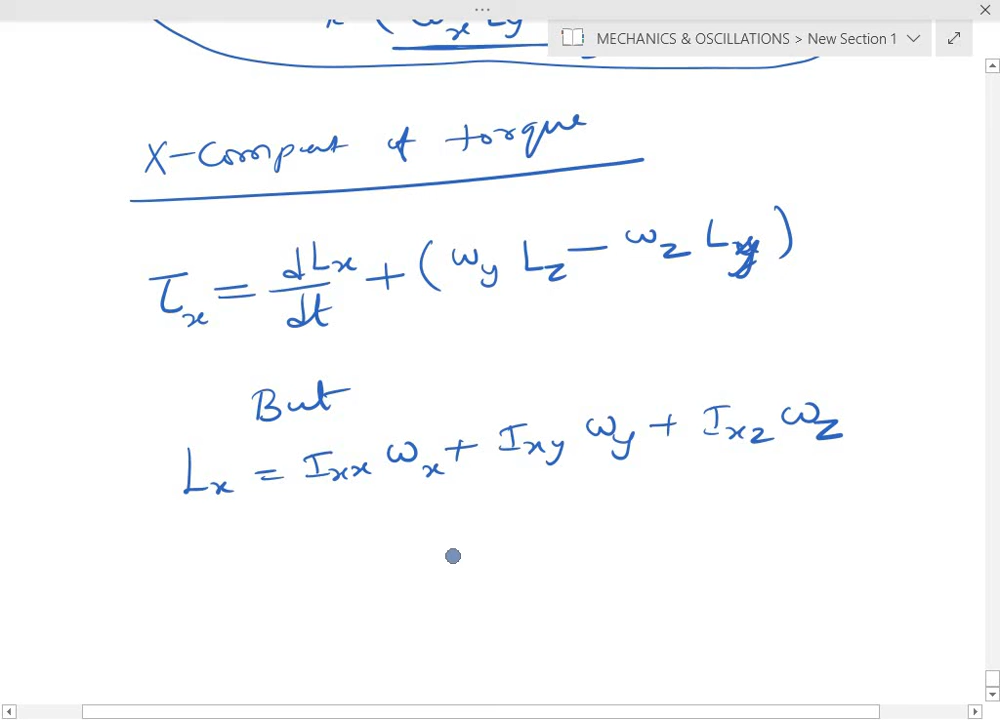 MECHANICS & OSCILLATIONS > New Section 1
X-Component of torque
τx = dLx/dt + (ωy Lz − ωz Ly)
But
Lx = Ixx ωx + Ixy ωy + Ixz ωz